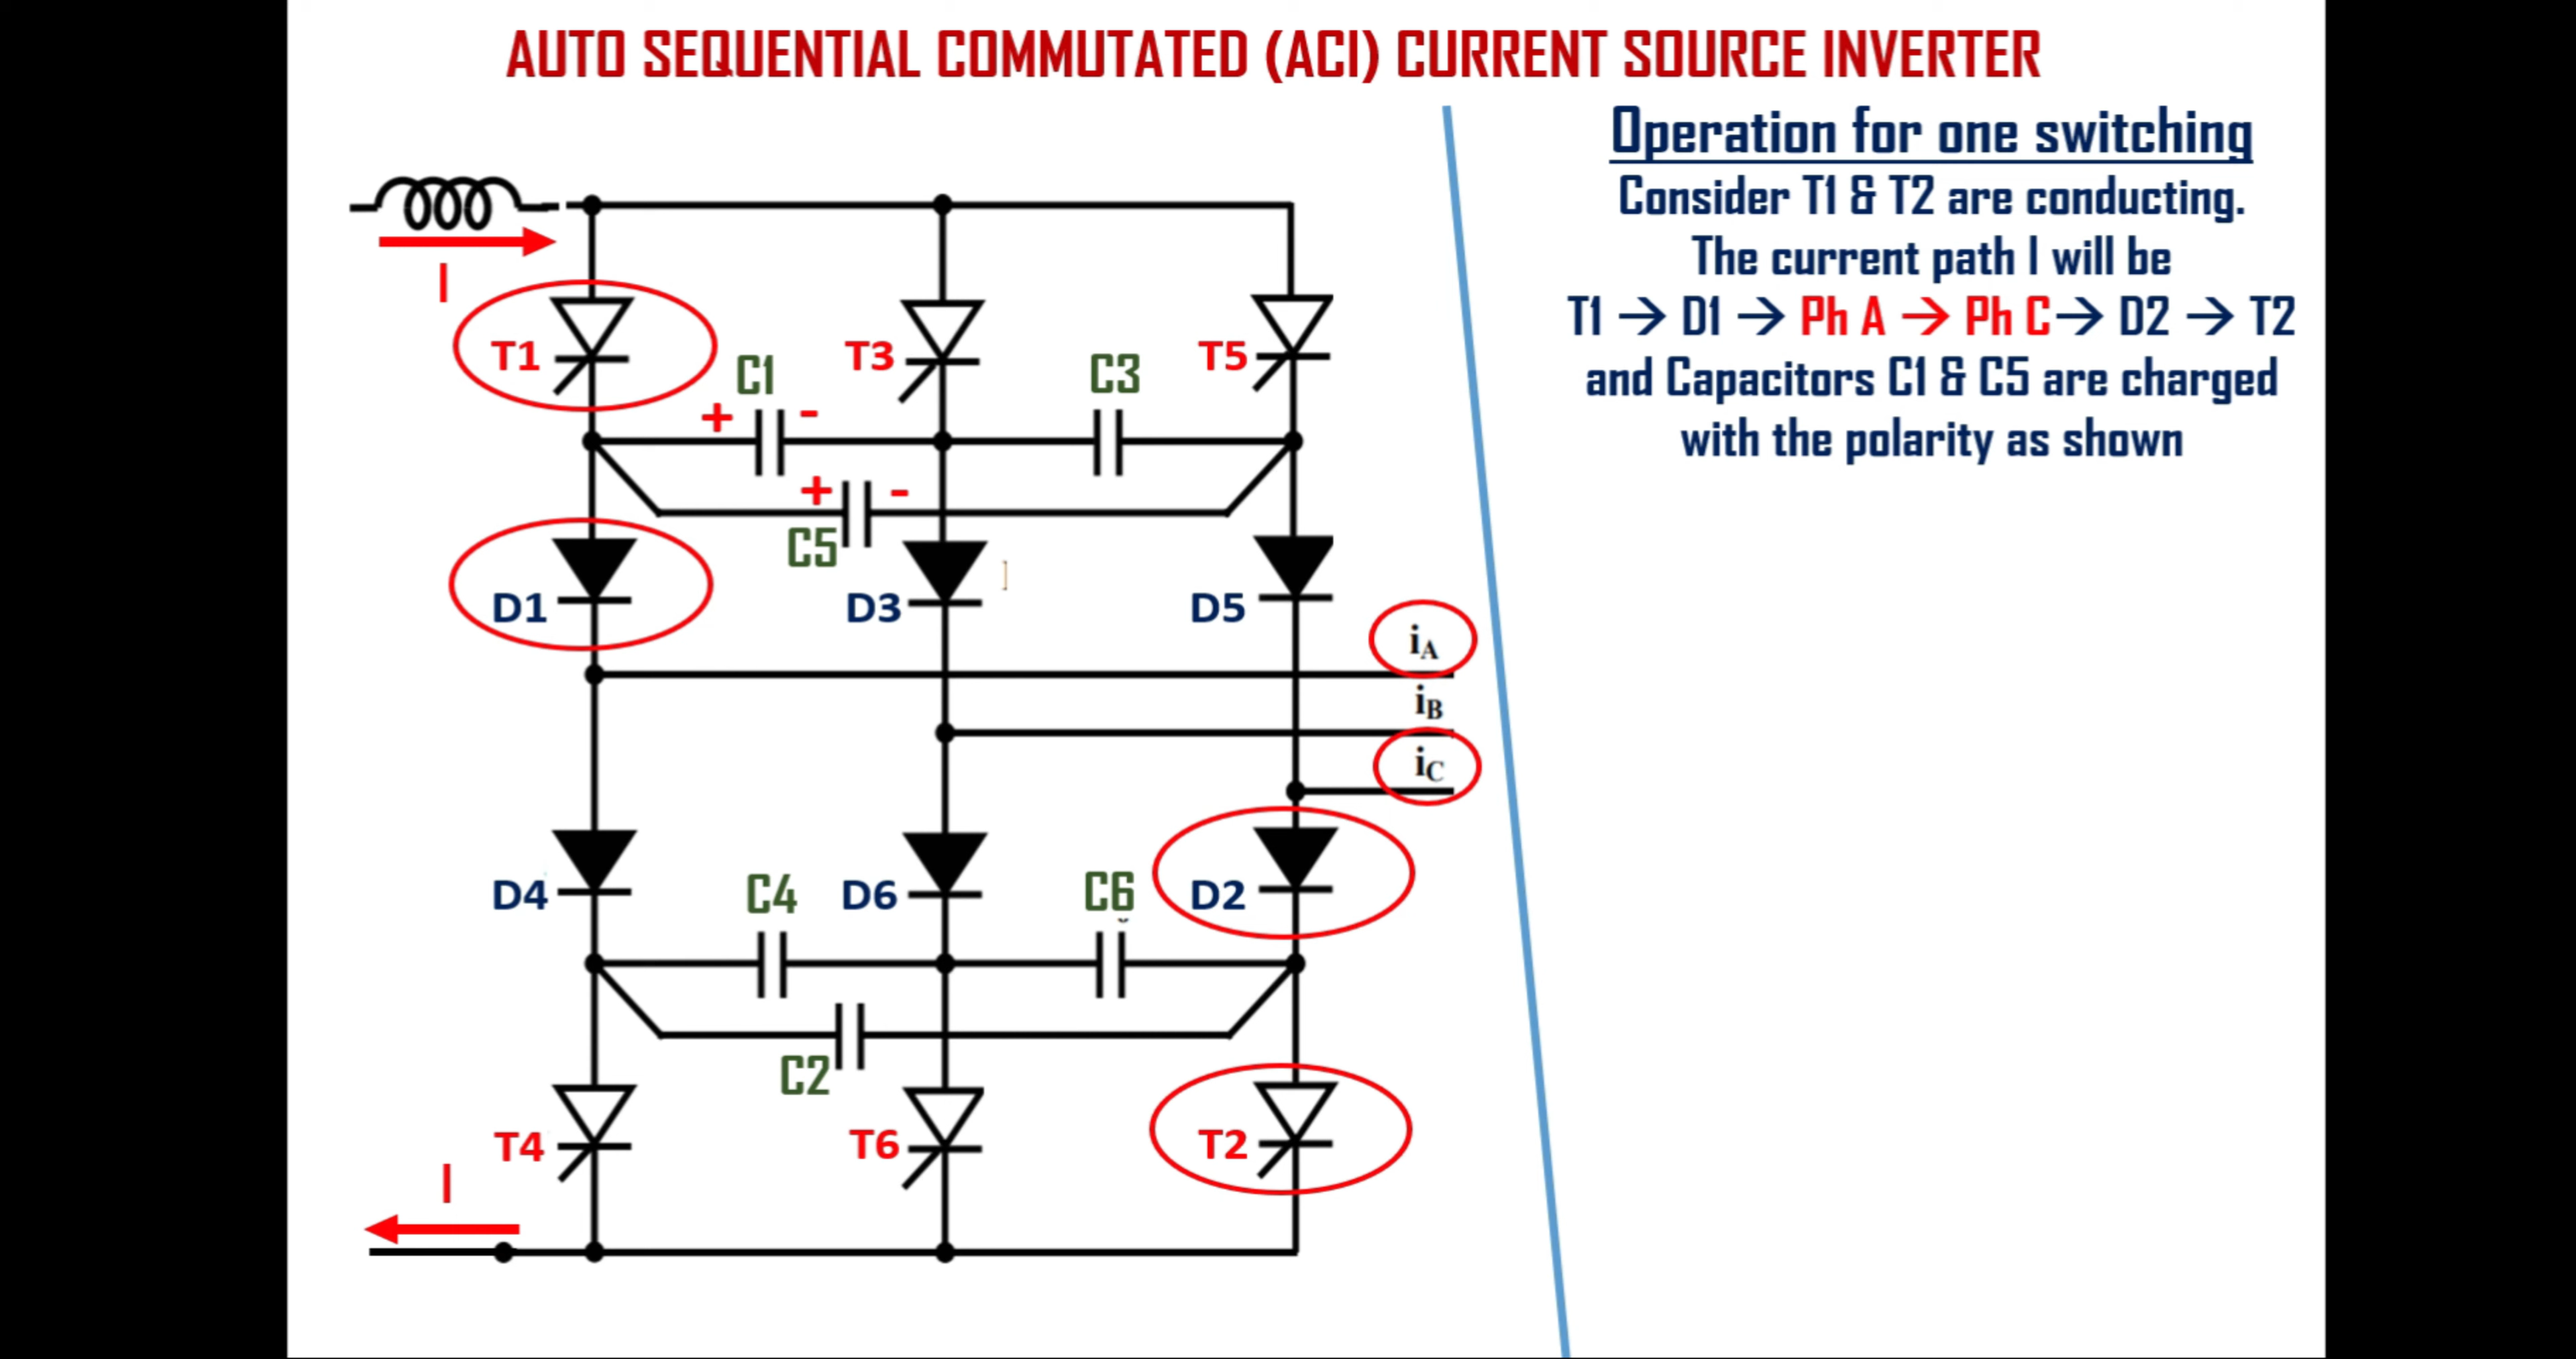 AUTO SEQUENTIAL COMMUTATED (ACI) CURRENT SOURCE INVERTER
Operation for one switching
Consider T1 & T2 are conducting.
The current path I will be
T1 → D1 → Ph A → Ph C → D2 → T2
and Capacitors C1 & C5 are charged
with the polarity as shown
I
T1
T3
T5
C1
C3
+ -
+ -
C5
D1
D3
D5
iA
iB
iC
D4
C4
D6
C6
D2
C2
T4
T6
T2
I